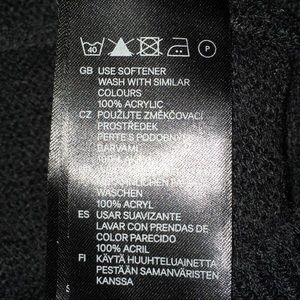 40 P
GB USE SOFTENER
WASH WITH SIMILAR
COLOURS
100% ACRYLIC
CZ POUŽIJTE ZMĚKČOVACÍ
PROSTŘEDEK
PERTE S PODOBNÝMI
BARVAMI
100%
WASCHEN
100% ACRYL
ES USAR SUAVIZANTE
LAVAR CON PRENDAS DE
COLOR PARECIDO
100% ACRIL
FI KÄYTÄ HUUHTELUAINETTA
PESTÄÄN SAMANVÄRISTEN
KANSSA
S